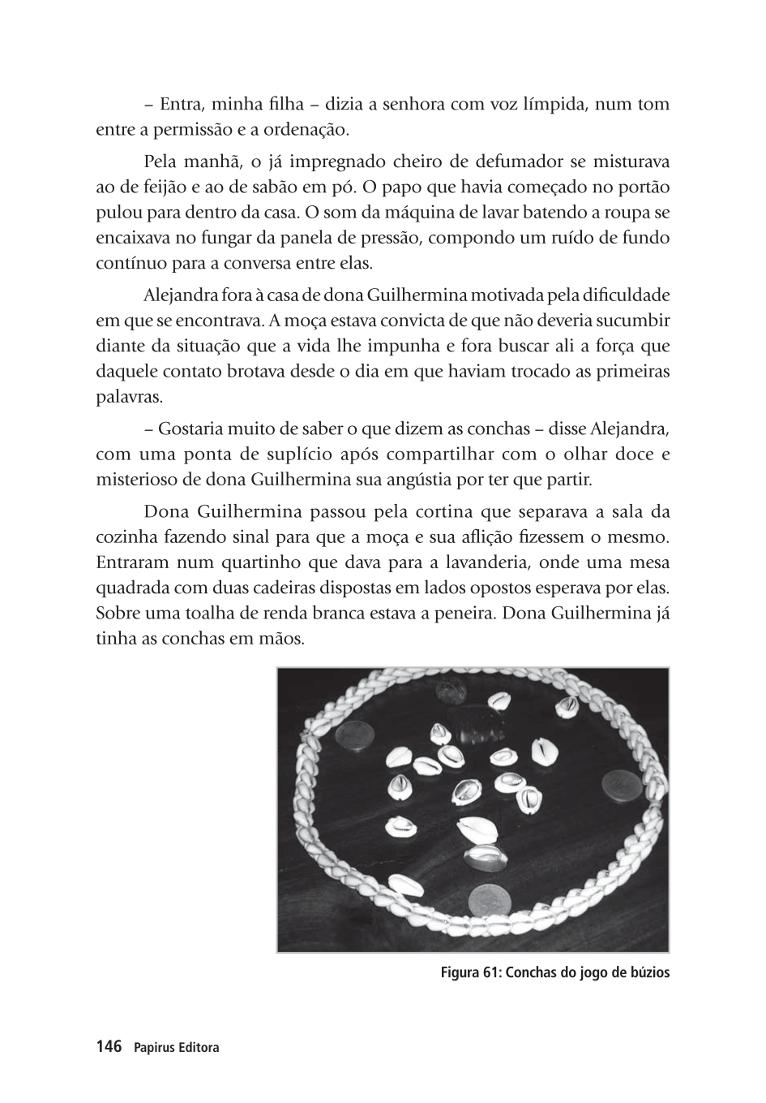 – Entra, minha filha – dizia a senhora com voz límpida, num tom
entre a permissão e a ordenação.
Pela manhã, o já impregnado cheiro de defumador se misturava
ao de feijão e ao de sabão em pó. O papo que havia começado no portão
pulou para dentro da casa. O som da máquina de lavar batendo a roupa se
encaixava no fungar da panela de pressão, compondo um ruído de fundo
contínuo para a conversa entre elas.
Alejandra fora à casa de dona Guilhermina motivada pela dificuldade
em que se encontrava. A moça estava convicta de que não deveria sucumbir
diante da situação que a vida lhe impunha e fora buscar ali a força que
daquele contato brotava desde o dia em que haviam trocado as primeiras
palavras.
– Gostaria muito de saber o que dizem as conchas – disse Alejandra,
com uma ponta de suplício após compartilhar com o olhar doce e
misterioso de dona Guilhermina sua angústia por ter que partir.
Dona Guilhermina passou pela cortina que separava a sala da
cozinha fazendo sinal para que a moça e sua aflição fizessem o mesmo.
Entraram num quartinho que dava para a lavanderia, onde uma mesa
quadrada com duas cadeiras dispostas em lados opostos esperava por elas.
Sobre uma toalha de renda branca estava a peneira. Dona Guilhermina já
tinha as conchas em mãos.
Figura 61: Conchas do jogo de búzios
146 Papirus Editora